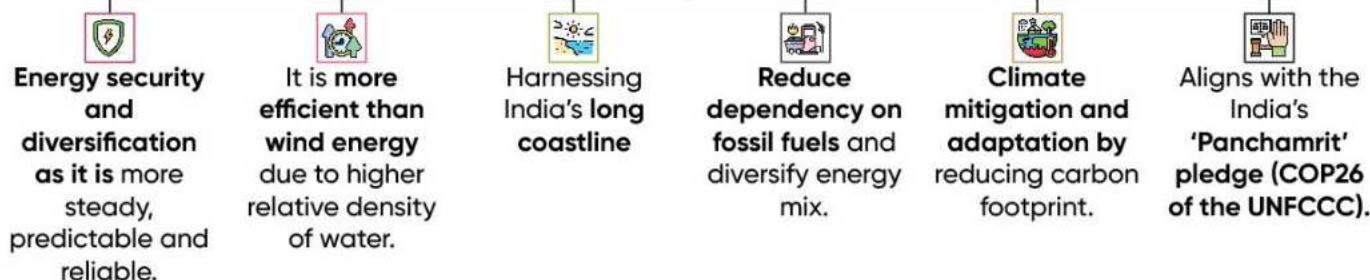 Energy security
and
diversification
as it is more
steady,
predictable and
reliable.
It is more
efficient than
wind energy
due to higher
relative density
of water.
Harnessing
India's long
coastline
Reduce
dependency on
fossil fuels and
diversify energy
mix.
Climate
mitigation and
adaptation by
reducing carbon
footprint.
Aligns with the
India's
'Panchamrit'
pledge (COP26
of the UNFCCC).